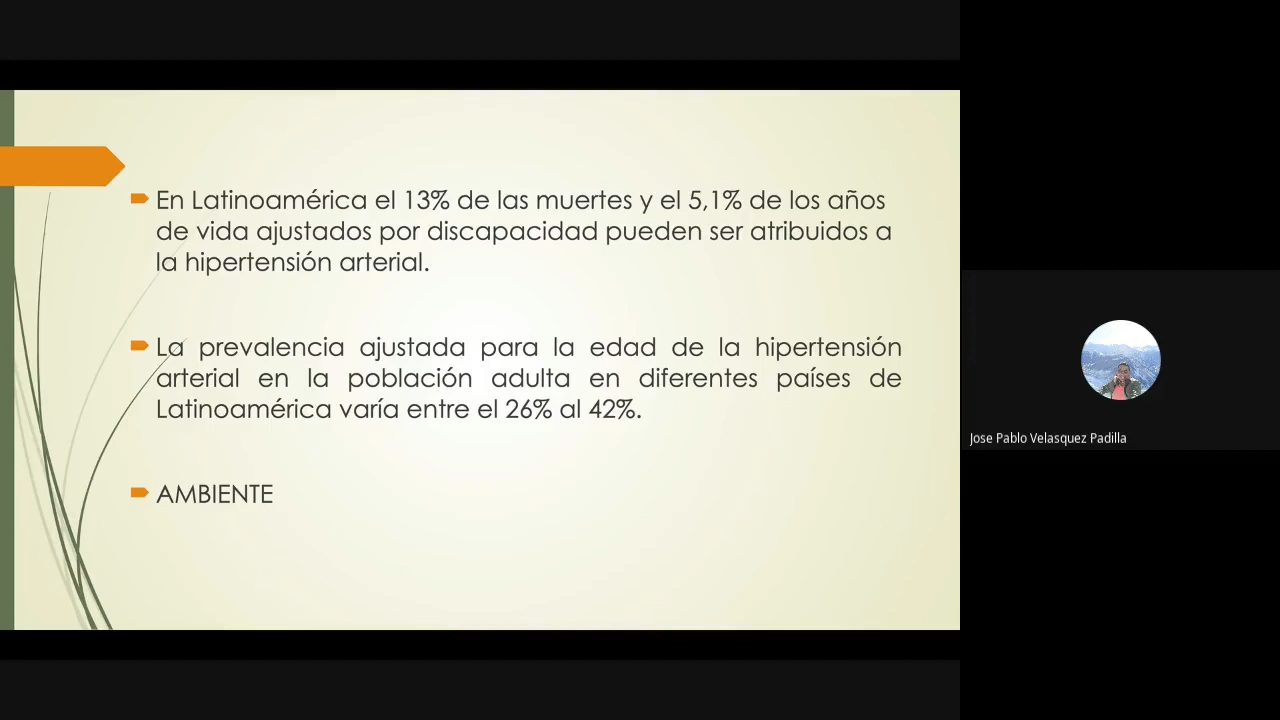 En Latinoamérica el 13% de las muertes y el 5,1% de los años
de vida ajustados por discapacidad pueden ser atribuidos a
la hipertensión arterial.
La prevalencia ajustada para la edad de la hipertensión
arterial en la población adulta en diferentes países de
Latinoamérica varía entre el 26% al 42%.
AMBIENTE
Jose Pablo Velasquez Padilla